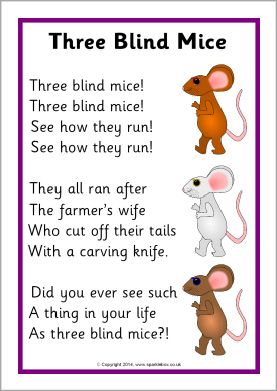 Three Blind Mice
Three blind mice!
Three blind mice!
See how they run!
See how they run!
They all ran after
The farmer's wife
Who cut off their tails
With a carving knife.
Did you ever see such
A thing in your life
As three blind mice?!
© Copyright 2014, www.sparklebox.co.uk